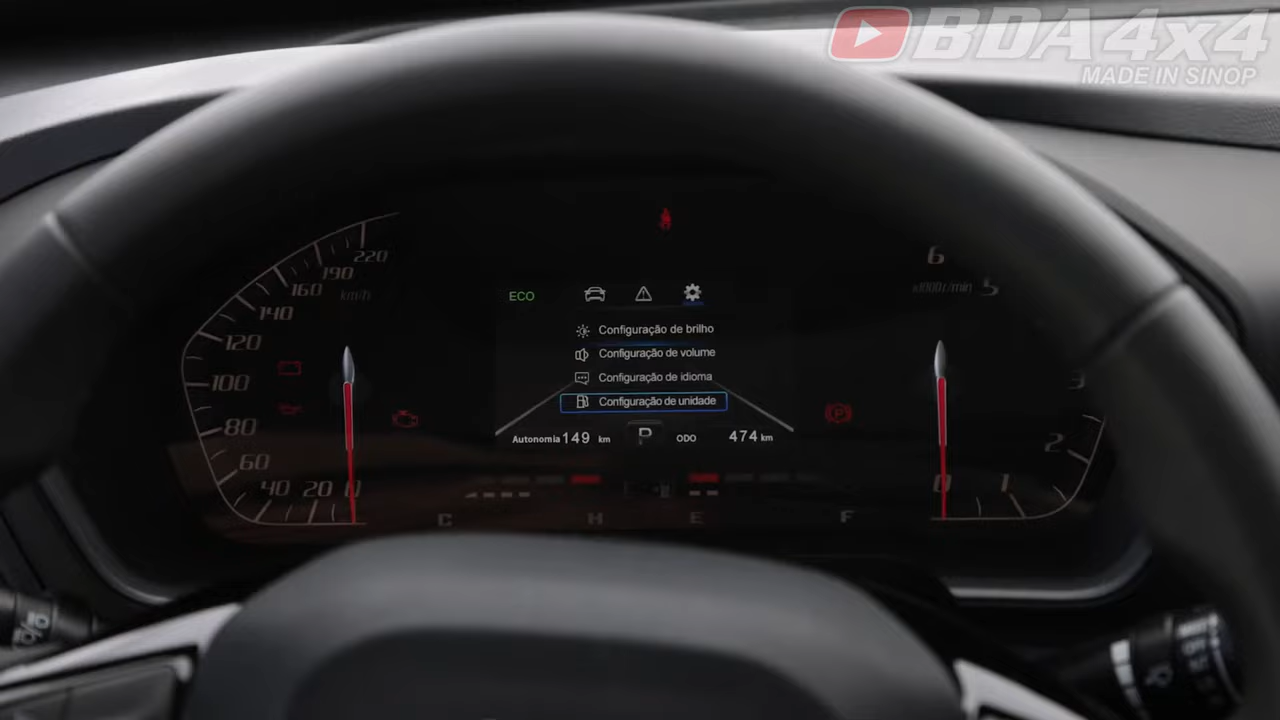 BDA4x4
MADE IN SINOP
220
190
160
km/h
140
120
100
80
60
40
20
0
ECO
Configuração de brilho
Configuração de volume
Configuração de idioma
Configuração de unidade
Autonomia 149 km
P
ODO 474 km
C
H
E
F
6
x1000r/min
5
P
3
2
1
0